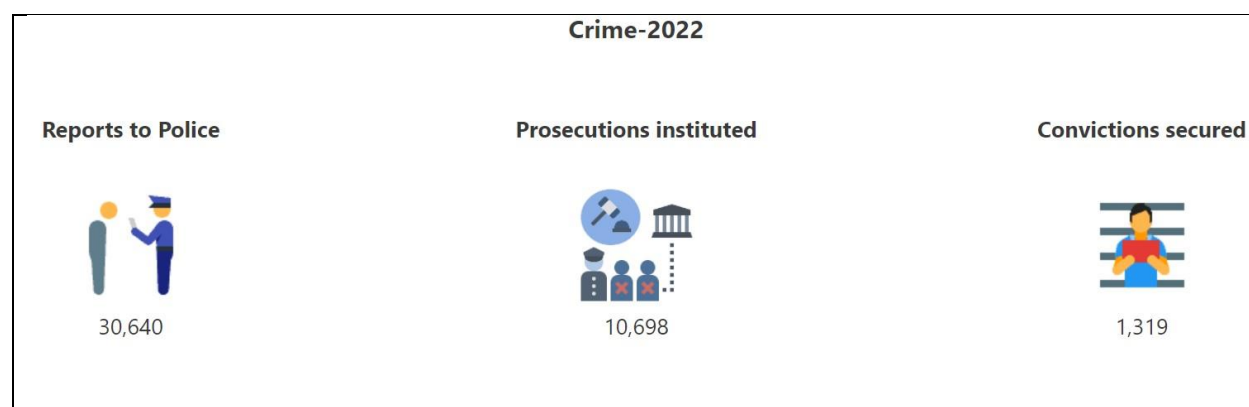 Crime-2022
Reports to Police
Prosecutions instituted
Convictions secured
30,640
10,698
1,319